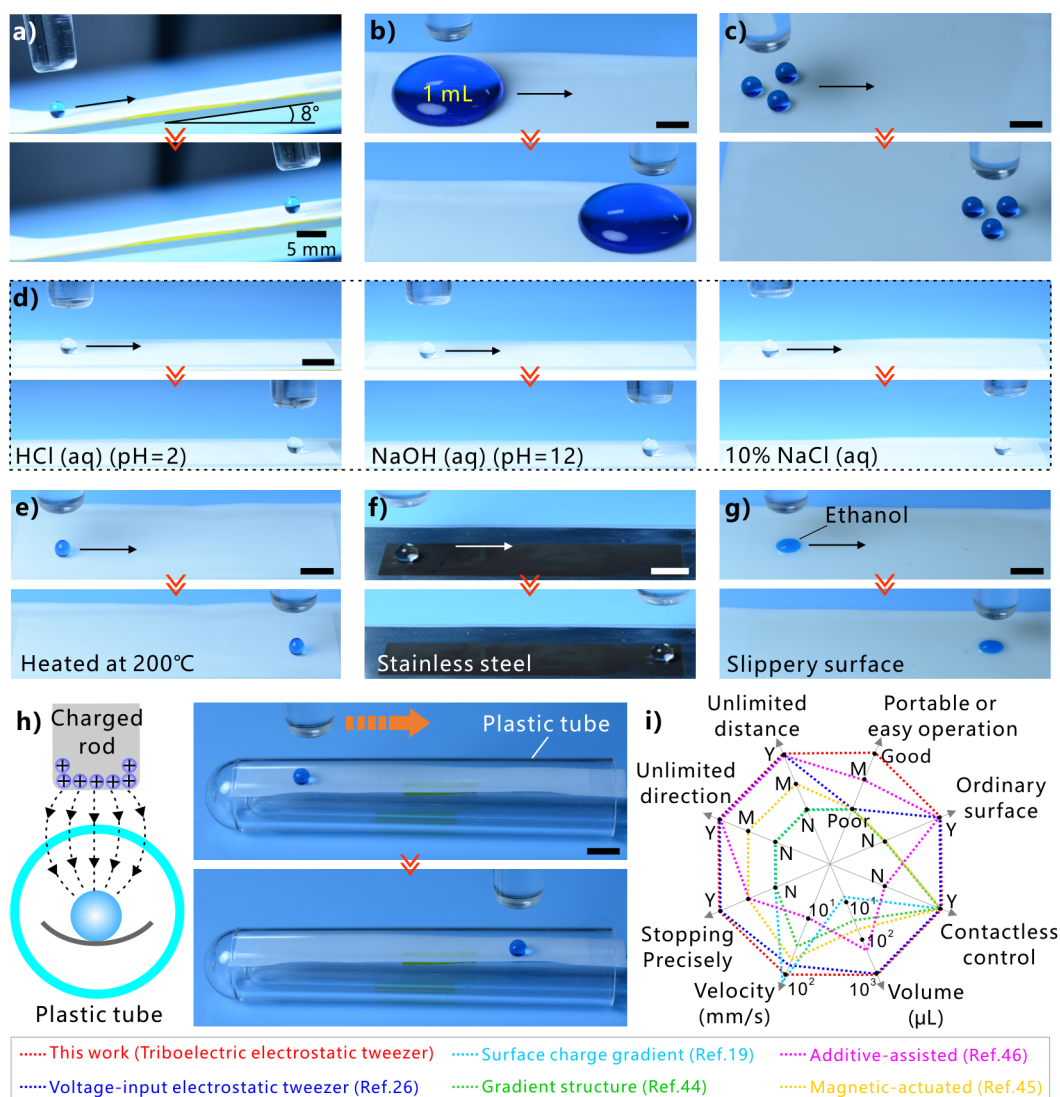 a)
8°
5 mm
b)
1 mL
c)
d)
HCl (aq) (pH=2)
NaOH (aq) (pH=12)
10% NaCl (aq)
e)
Heated at 200℃
f)
Stainless steel
g)
Ethanol
Slippery surface
h)
Charged
rod
+ +
+ + + + +
Plastic tube
Plastic tube
i)
Unlimited
distance
Portable or
easy operation
Y
Good
M
M
Unlimited
direction
Ordinary
surface
Y
M
N
Poor
N
Y
N
N
N
Y
Y
Stopping
Precisely
Contactless
control
10¹
10¹
10²
10²
10³
Velocity
(mm/s)
Volume
(µL)
This work (Triboelectric electrostatic tweezer)
Surface charge gradient (Ref.19)
Additive-assisted (Ref.46)
Voltage-input electrostatic tweezer (Ref.26)
Gradient structure (Ref.44)
Magnetic-actuated (Ref.45)